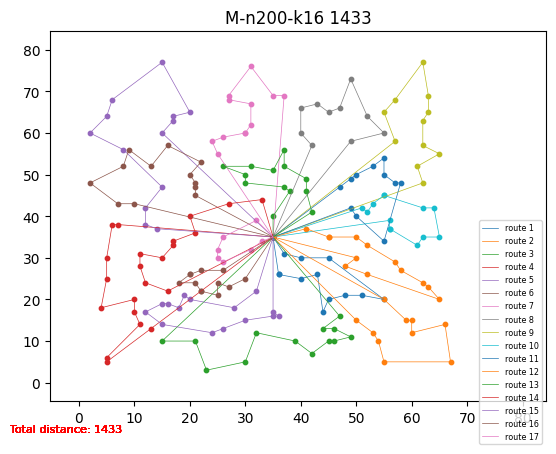 M-n200-k16 1433
80
70
60
50
40
30
20
10
0
0 10 20 30 40 50 60 70 80
route 1
route 2
route 3
route 4
route 5
route 6
route 7
route 8
route 9
route 10
route 11
route 12
route 13
route 14
route 15
route 16
route 17
Total distance: 1433